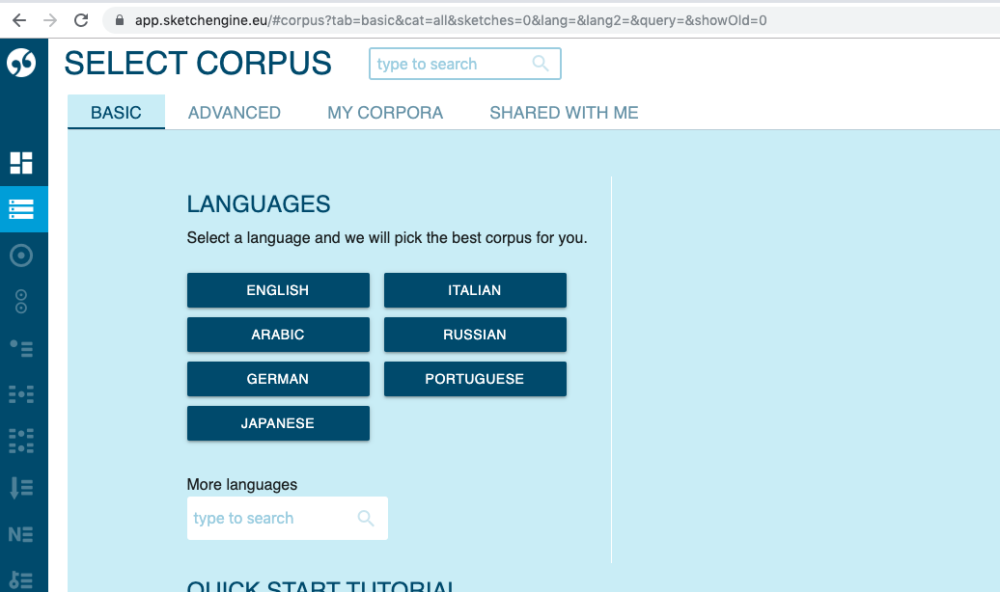 app.sketchengine.eu/#corpus?tab=basic&cat=all&sketches=0&lang=&lang2=&query=&showOld=0
SELECT CORPUS
type to search
BASIC
ADVANCED
MY CORPORA
SHARED WITH ME
LANGUAGES
Select a language and we will pick the best corpus for you.
ENGLISH
ITALIAN
ARABIC
RUSSIAN
GERMAN
PORTUGUESE
JAPANESE
More languages
type to search
N
QUICK START TUTORIAL